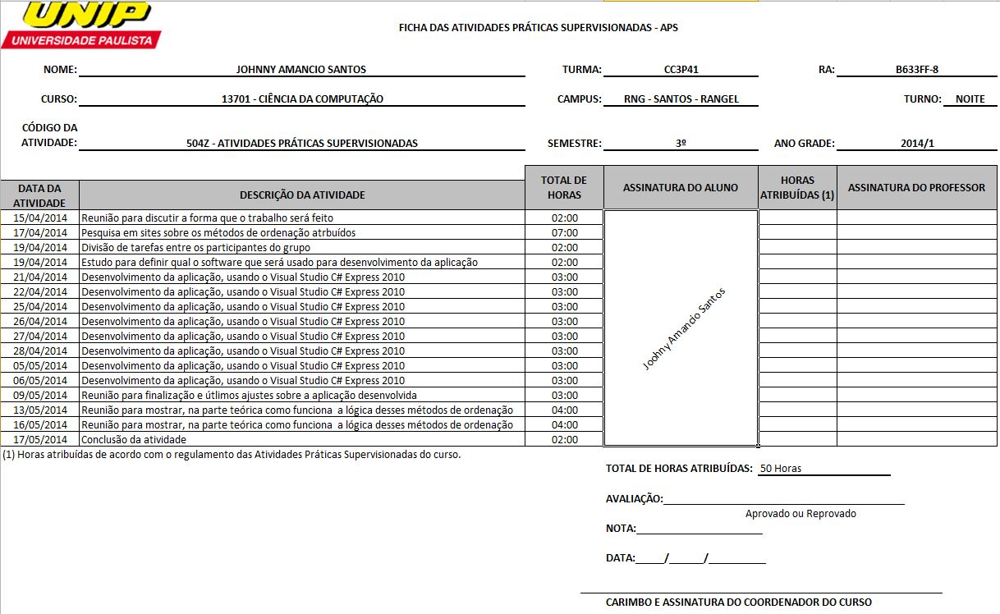 UNIP
UNIVERSIDADE PAULISTA
FICHA DAS ATIVIDADES PRÁTICAS SUPERVISIONADAS - APS
NOME: JOHNNY AMANCIO SANTOS TURMA: CC3P41 RA: B633FF-8
CURSO: 13701 - CIÊNCIA DA COMPUTAÇÃO CAMPUS: RNG - SANTOS - RANGEL TURNO: NOITE
CÓDIGO DA
ATIVIDADE: 504Z - ATIVIDADES PRÁTICAS SUPERVISIONADAS SEMESTRE: 3º ANO GRADE: 2014/1
DATA DA ATIVIDADE DESCRIÇÃO DA ATIVIDADE TOTAL DE HORAS ASSINATURA DO ALUNO HORAS ATRIBUÍDAS (1) ASSINATURA DO PROFESSOR
15/04/2014 Reunião para discutir a forma que o trabalho será feito 02:00
17/04/2014 Pesquisa em sites sobre os métodos de ordenação atrbuídos 07:00
19/04/2014 Divisão de tarefas entre os participantes do grupo 02:00
19/04/2014 Estudo para definir qual o software que será usado para desenvolvimento da aplicação 02:00
21/04/2014 Desenvolvimento da aplicação, usando o Visual Studio C# Express 2010 03:00
22/04/2014 Desenvolvimento da aplicação, usando o Visual Studio C# Express 2010 03:00
25/04/2014 Desenvolvimento da aplicação, usando o Visual Studio C# Express 2010 03:00
26/04/2014 Desenvolvimento da aplicação, usando o Visual Studio C# Express 2010 03:00
27/04/2014 Desenvolvimento da aplicação, usando o Visual Studio C# Express 2010 03:00
28/04/2014 Desenvolvimento da aplicação, usando o Visual Studio C# Express 2010 03:00
05/05/2014 Desenvolvimento da aplicação, usando o Visual Studio C# Express 2010 03:00
06/05/2014 Desenvolvimento da aplicação, usando o Visual Studio C# Express 2010 03:00
09/05/2014 Reunião para finalização e útlimos ajustes sobre a aplicação desenvolvida 03:00
13/05/2014 Reunião para mostrar, na parte teórica como funciona a lógica desses métodos de ordenação 04:00
16/05/2014 Reunião para mostrar, na parte teórica como funciona a lógica desses métodos de ordenação 04:00
17/05/2014 Conclusão da atividade 02:00
Joohny Amancio Santos
(1) Horas atribuídas de acordo com o regulamento das Atividades Práticas Supervisionadas do curso.
TOTAL DE HORAS ATRIBUÍDAS: 50 Horas
AVALIAÇÃO:
Aprovado ou Reprovado
NOTA:
DATA:_____/______/__________
CARIMBO E ASSINATURA DO COORDENADOR DO CURSO